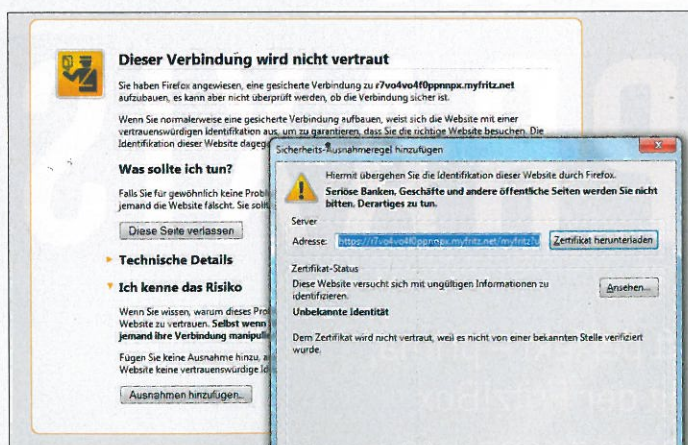 Dieser Verbindung wird nicht vertraut
Sie haben Firefox angewiesen, eine gesicherte Verbindung zu r7vo4vo4f0ppnnpx.myfritz.net
aufzubauen, es kann aber nicht überprüft werden, ob die Verbindung sicher ist.
Wenn Sie normalerweise eine gesicherte Verbindung aufbauen, weist sich die Website mit einer
vertrauenswürdigen Identifikation aus, um zu garantieren, dass Sie die richtige Website besuchen. Die
Identifikation dieser Website dageg
Was sollte ich tun?
Falls Sie für gewöhnlich keine Probl
jemand die Website fälscht. Sie soll
Diese Seite verlassen
Technische Details
Ich kenne das Risiko
Wenn Sie wissen, warum dieses Pro
Website zu vertrauen. Selbst wenn
jemand ihre Verbindung manipuli
Fügen Sie keine Ausnahme hinzu, a
Website keine vertrauenswürdige Id
Ausnahmen hinzufügen...
Sicherheits-Ausnahmeregel hinzufügen
Hiermit übergehen Sie die Identifikation dieser Website durch Firefox.
Seriöse Banken, Geschäfte und andere öffentliche Seiten werden Sie nicht
bitten, Derartiges zu tun.
Server
Adresse: https://r7vo4vo4f0ppnnpx.myfritz.net/myfritz?u Zertifikat herunterladen
Zertifikat-Status
Diese Website versucht sich mit ungültigen Informationen zu
identifizieren. Ansehen...
Unbekannte Identität
Dem Zertifikat wird nicht vertraut, weil es nicht von einer bekannten Stelle verifiziert
wurde.